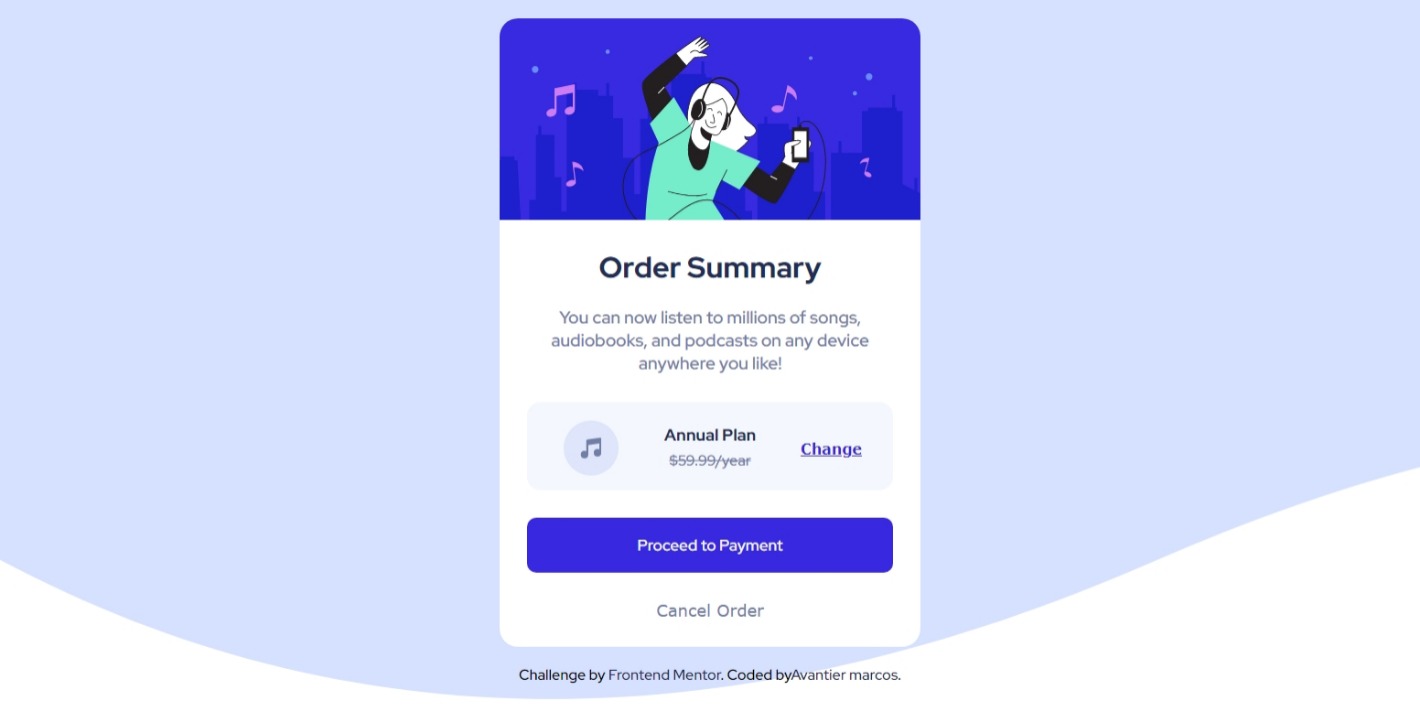 Order Summary
You can now listen to millions of songs,
audiobooks, and podcasts on any device
anywhere you like!
Annual Plan
$59.99/year
Change
Proceed to Payment
Cancel Order
Challenge by Frontend Mentor. Coded byAvantier marcos.